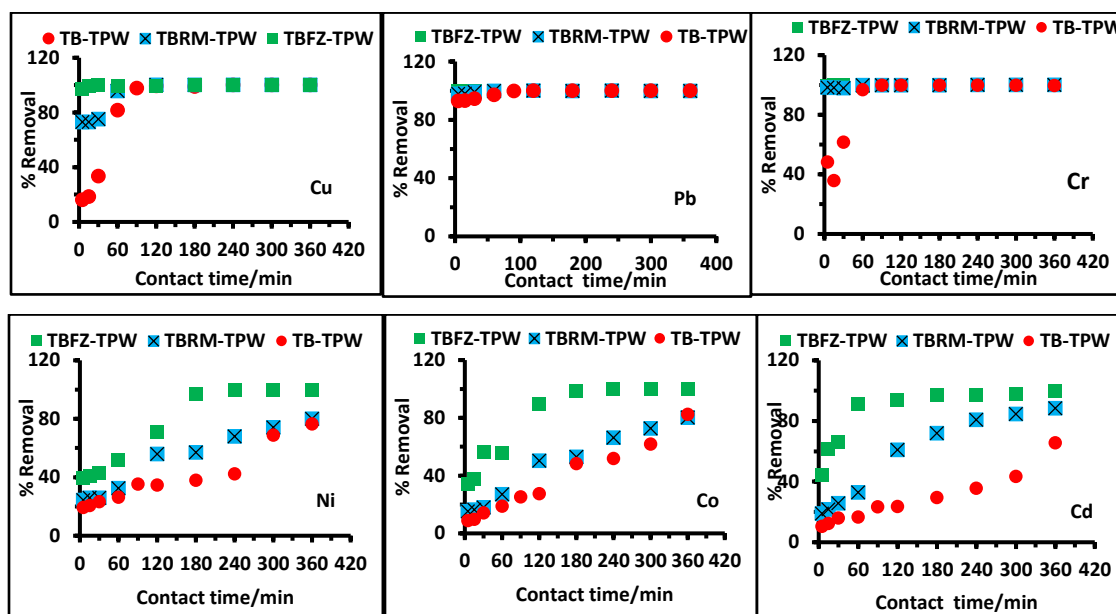 TB-TPW TBRM-TPW TBFZ-TPW
120
80
40
0
% Removal
Cu
0 60 120 180 240 300 360 420
Contact time/min
TBFZ-TPW TBRM-TPW TB-TPW
120
80
40
0
% Removal
Pb
0 100 200 300 400
Contact time/min
TBFZ-TPW TBRM-TPW TB-TPW
120
80
40
0
% Removal
Cr
0 60 120 180 240 300 360 420
Contact time/min
TBFZ-TPW TBRM-TPW TB-TPW
120
80
40
0
% Removal
Ni
0 60 120 180 240 300 360 420
Contact time/min
TBFZ-TPW TBRM-TPW TB-TPW
120
80
40
0
% Removal
Co
0 60 120 180 240 300 360 420
Contact time/min
TBFZ-TPW TBRM-TPW TB-TPW
120
80
40
0
% Removal
Cd
0 60 120 180 240 300 360 420
Contact time/min